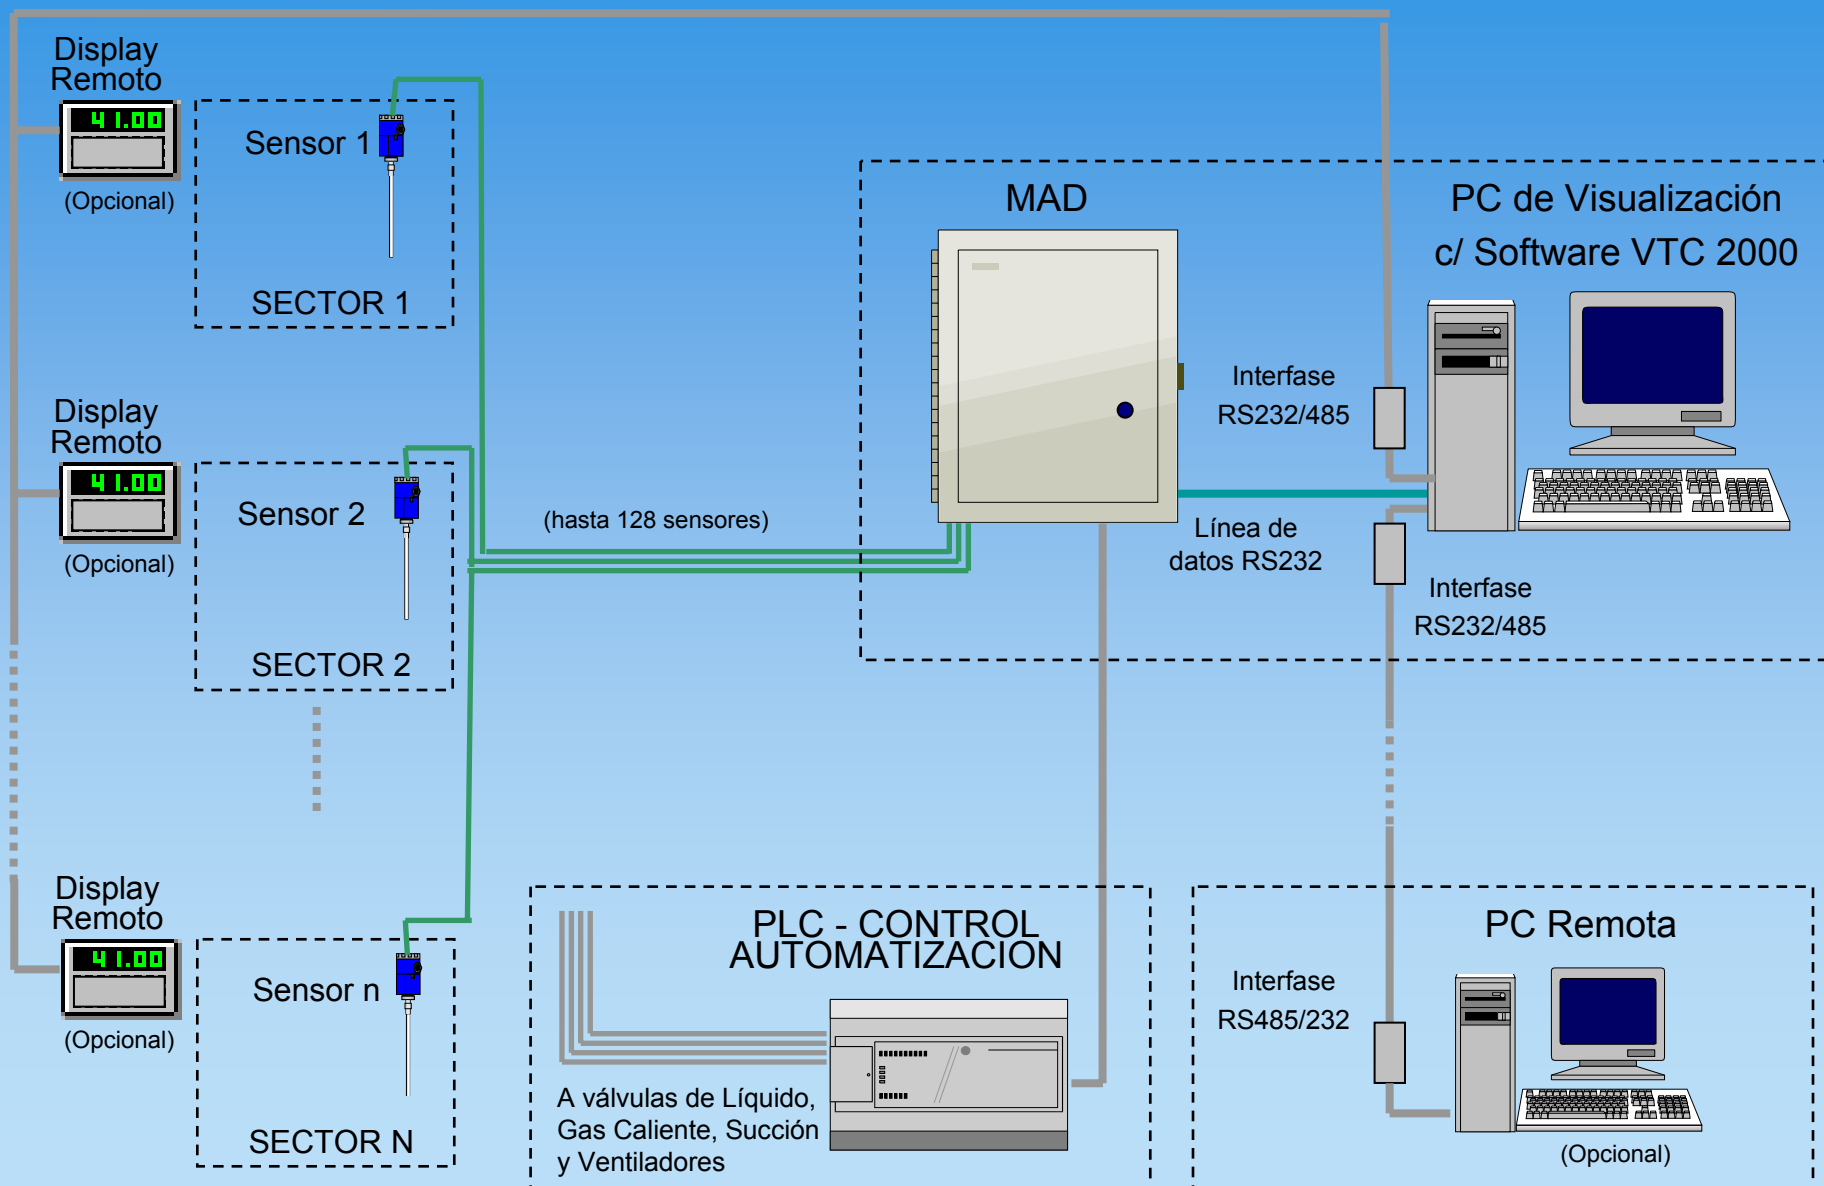 Display
Remoto
41.00
(Opcional)
Sensor 1
SECTOR 1
Display
Remoto
41.00
(Opcional)
Sensor 2
SECTOR 2
(hasta 128 sensores)
Display
Remoto
41.00
(Opcional)
Sensor n
SECTOR N
MAD
PC de Visualización
c/ Software VTC 2000
Interfase
RS232/485
Línea de
datos RS232
Interfase
RS232/485
PLC - CONTROL
AUTOMATIZACION
A válvulas de Líquido,
Gas Caliente, Succión
y Ventiladores
PC Remota
Interfase
RS485/232
(Opcional)